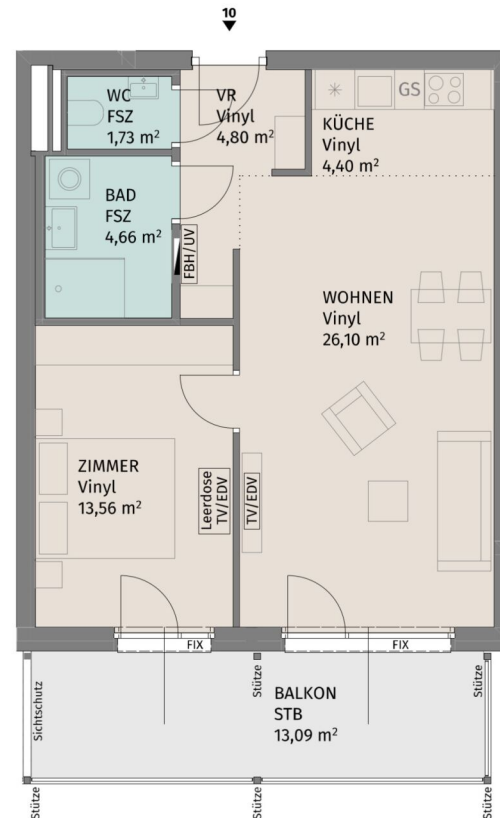 10
WC
FSZ
1,73 m²
VR
Vinyl
4,80 m²
GS
KÜCHE
Vinyl
4,40 m²
BAD
FSZ
4,66 m²
FBH/UV
WOHNEN
Vinyl
26,10 m²
ZIMMER
Vinyl
13,56 m²
Leerdose
TV/EDV
TV/EDV
FIX
FIX
Sichtschutz
Stütze
Stütze
BALKON
STB
13,09 m²
Stütze
Stütze
Stütze